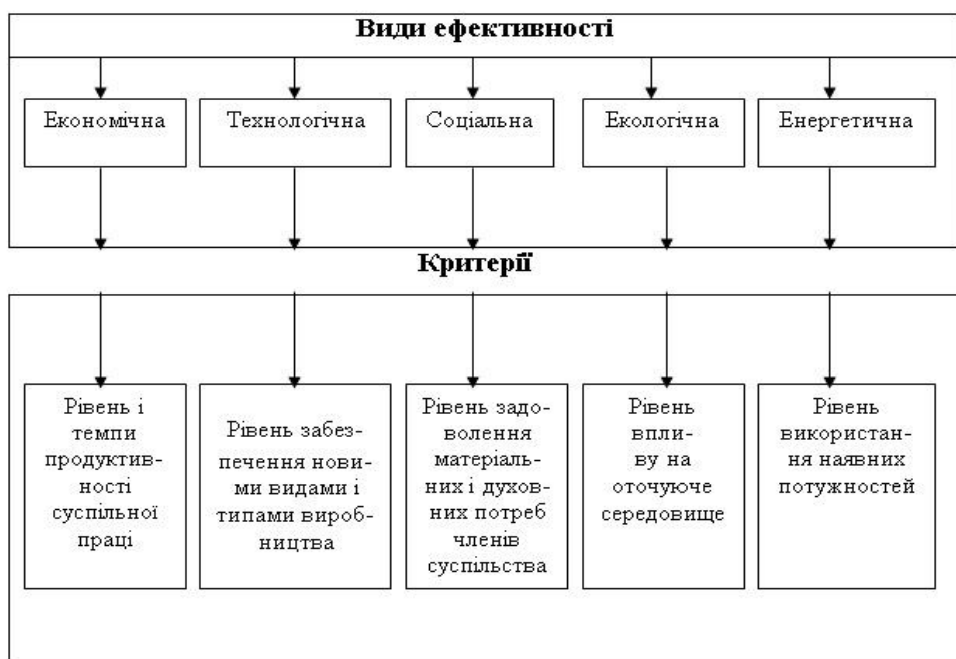 Види ефективності
Економічна
Технологічна
Соціальна
Екологічна
Енергетична
Критерії
Рівень і
темпи
продуктив-
ності
суспільної
праці
Рівень забез-
печення нови-
ми видами і
типами вироб-
ництва
Рівень задо-
волення
матеріаль-
них і духов-
них потреб
членів
суспільства
Рівень
впли-
ву на
оточуюче
середовище
Рівень
використан-
ня наявних
потужностей